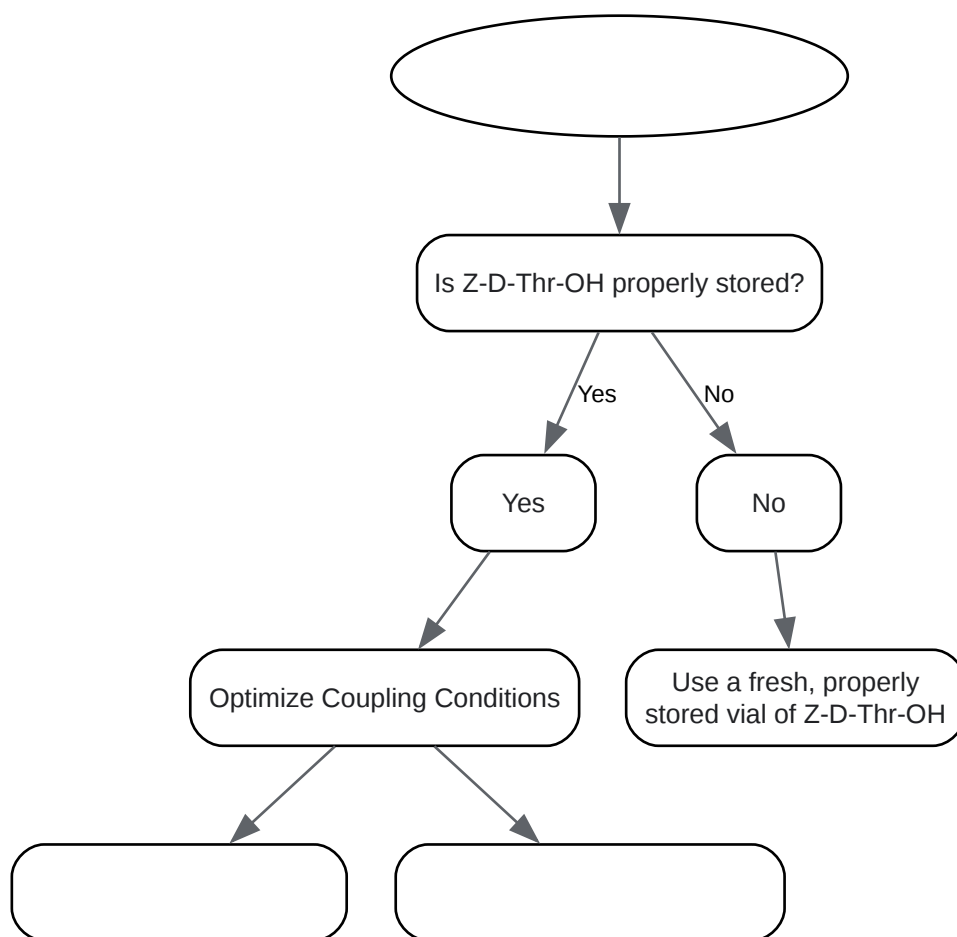 Is Z-D-Thr-OH properly stored?
Yes
No
Yes
No
Optimize Coupling Conditions
Use a fresh, properly
stored vial of Z-D-Thr-OH